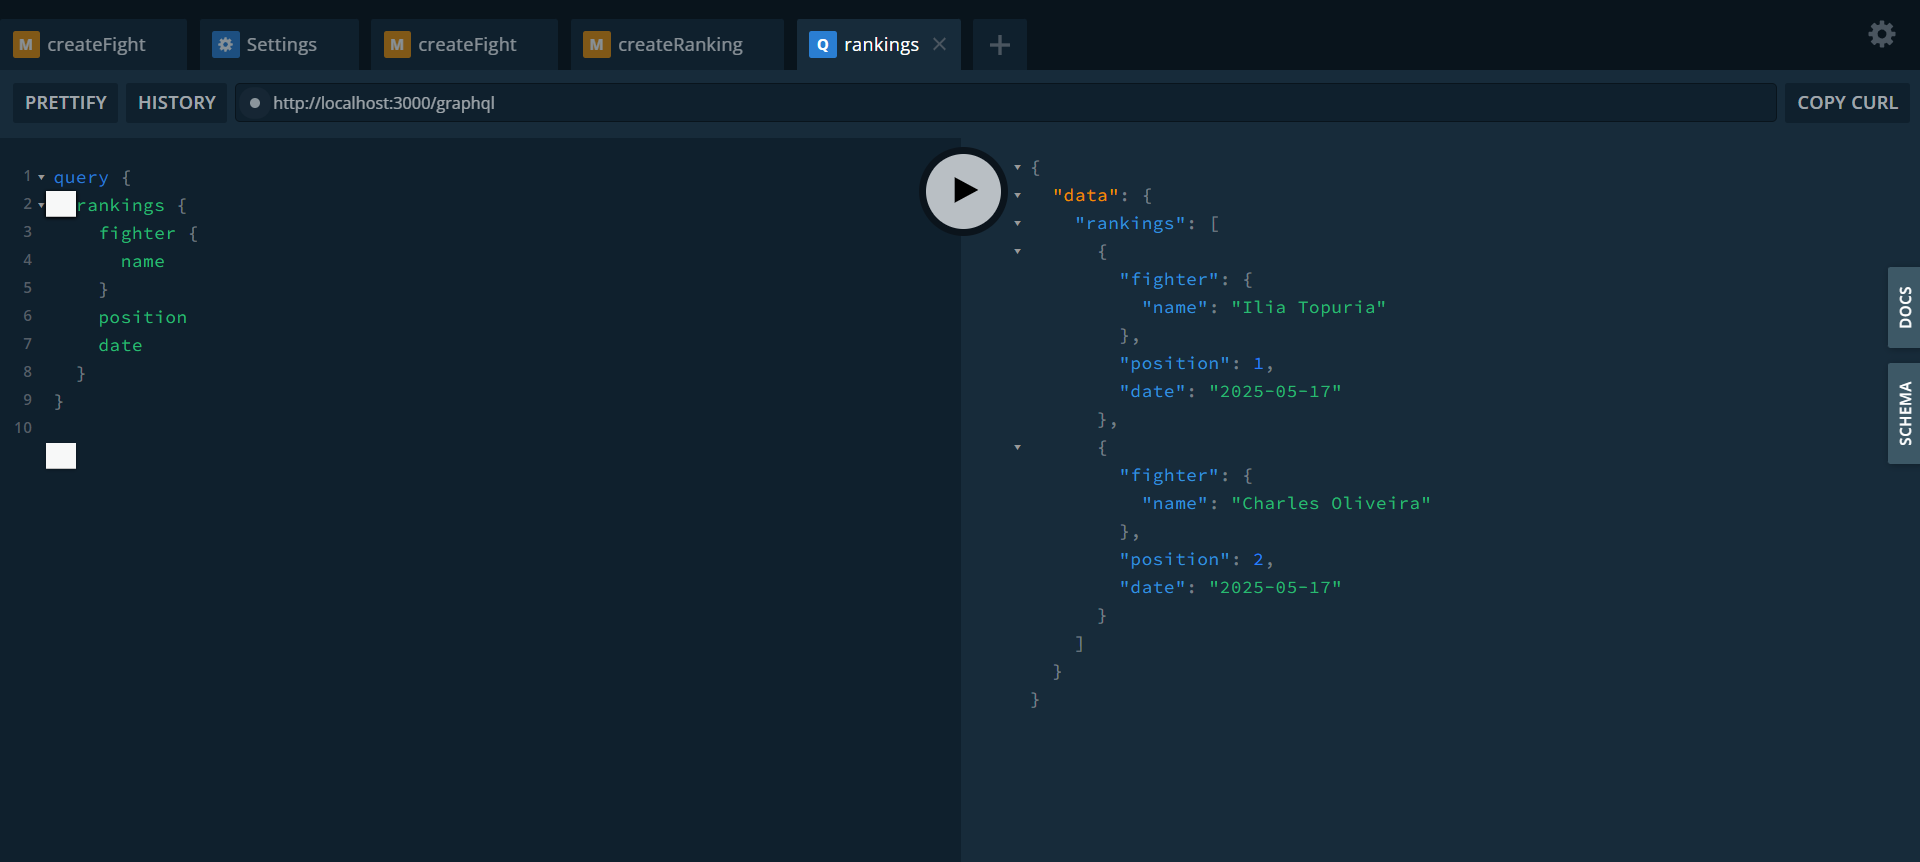 M createFight
Settings
M createFight
M createRanking
Q rankings
PRETTIFY
HISTORY
http://localhost:3000/graphql
COPY CURL
1 query {
2 rankings {
3 fighter {
4 name
5 }
6 position
7 date
8 }
9 }
10
{
"data": {
"rankings": [
{
"fighter": {
"name": "Ilia Topuria"
},
"position": 1,
"date": "2025-05-17"
},
{
"fighter": {
"name": "Charles Oliveira"
},
"position": 2,
"date": "2025-05-17"
}
]
}
}
DOCS
SCHEMA